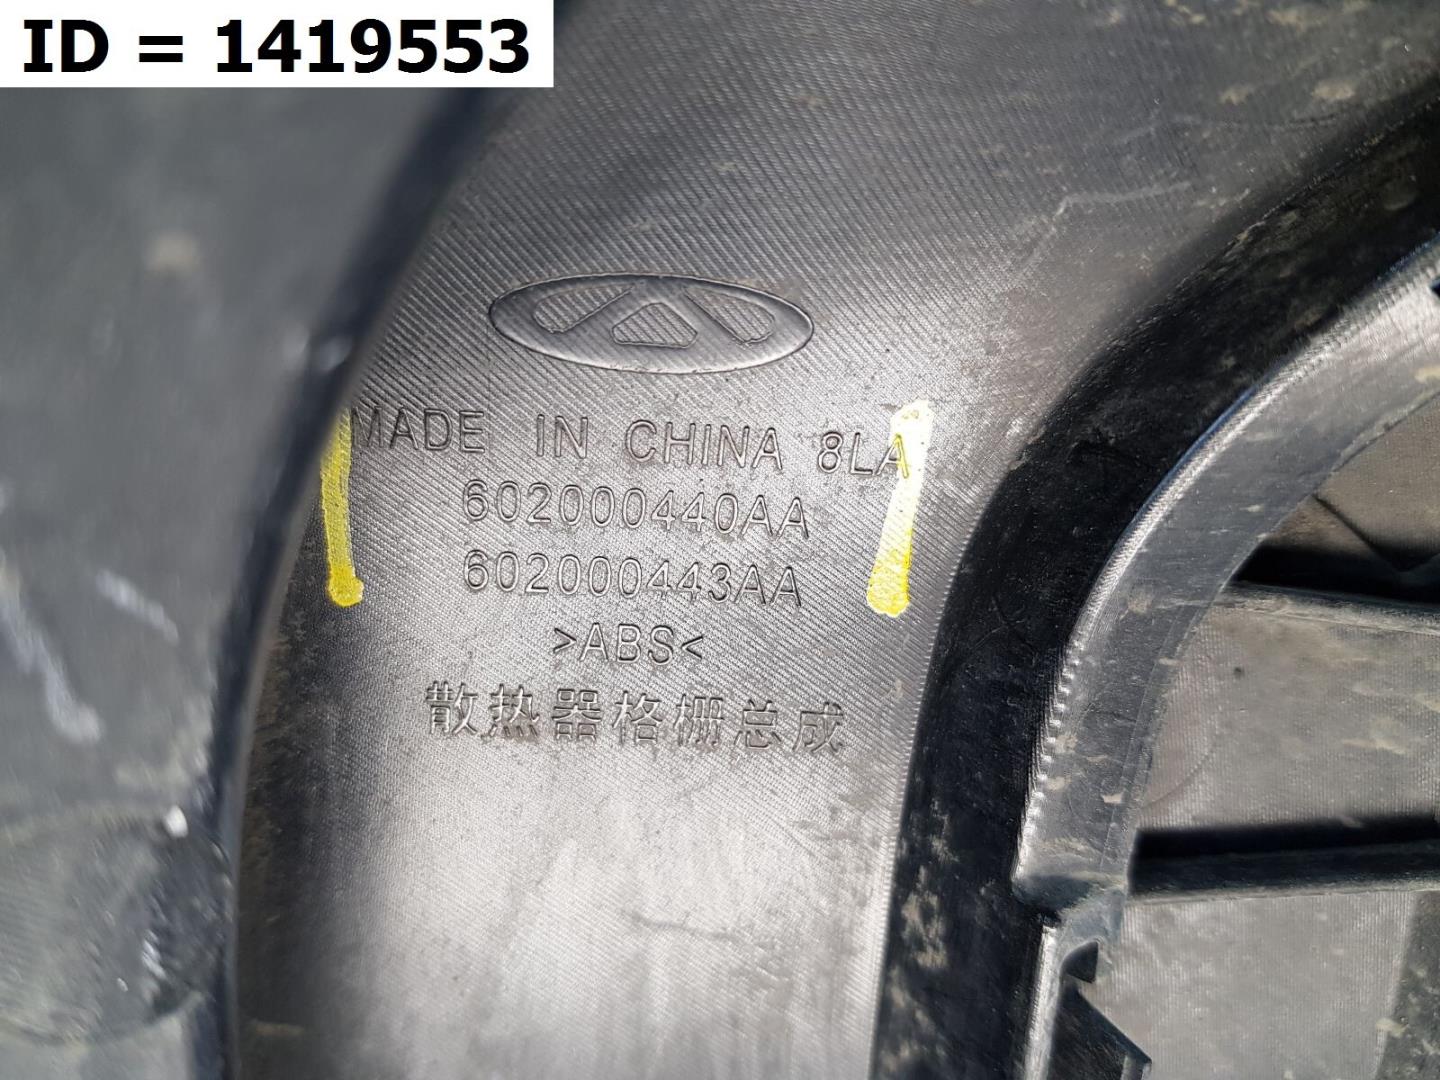 ID = 1419553
MADE IN CHINA 8LA
602000440AA
602000443AA
>ABS<
散热器格栅总成